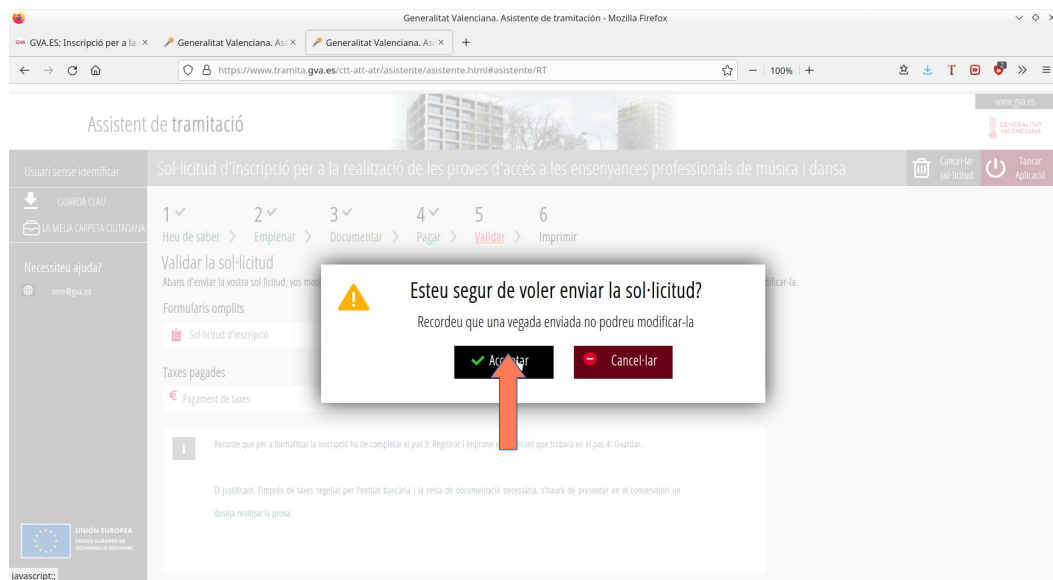 Generalitat Valenciana. Asistente de tramitación - Mozilla Firefox
GVA.ES: Inscripció per a la
Generalitat Valenciana. Ass
Generalitat Valenciana. Asi
https://www.tramita.gva.es/ctt-att-atr/asistente/asistente.html#asistente/RT
100%
www.gva.es
Assistent de tramitació
GENERALITAT
VALENCIANA
Usuari sense identificar
Sol·licitud d'inscripció per a la realització de les proves d'accés a les ensenyances professionals de música i dansa
Cancel·lar
sol·licitud
Tancar
Aplicació
GUARDA CLAU
LA MEUA CARPETA CIUTADANA
1 2 3 4 5 6
Heu de saber Emplenar Documentar Pagar Validar Imprimir
Necessiteu ajuda?
sere@gva.es
Validar la sol·licitud
Abans d'enviar la vostra sol·licitud, vos
dificar-la.
Formularis omplits
Sol·licitud d'inscripció
Esteu segur de voler enviar la sol·licitud?
Recordeu que una vegada enviada no podreu modificar-la
Acceptar
Cancel·lar
Taxes pagades
Pagament de taxes
Recorde que per a formalitzar la inscripció ha de completar el pas 3: Registrar i imprimir que trobarà en el pas 4: Guardar.
El justificant, l'imprés de taxes segellat per l'entitat bancària i la resta de documentació necessària, s'haurà de presentar en el conservatori on
desitja realitzar la prova.
UNIÓN EUROPEA
FONDO EUROPEO DE
DESARROLLO REGIONAL
javascript:;